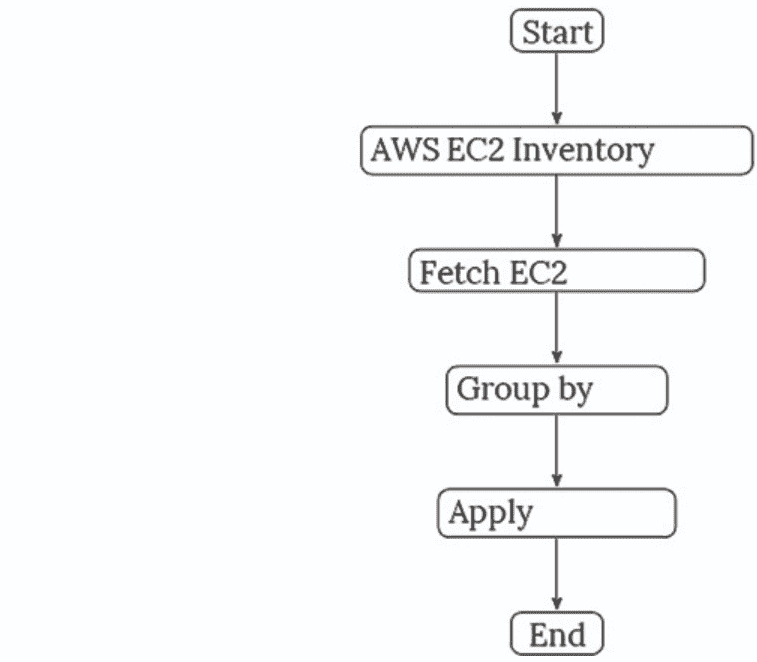 Start
AWS EC2 Inventory
Fetch EC2
Group by
Apply
End